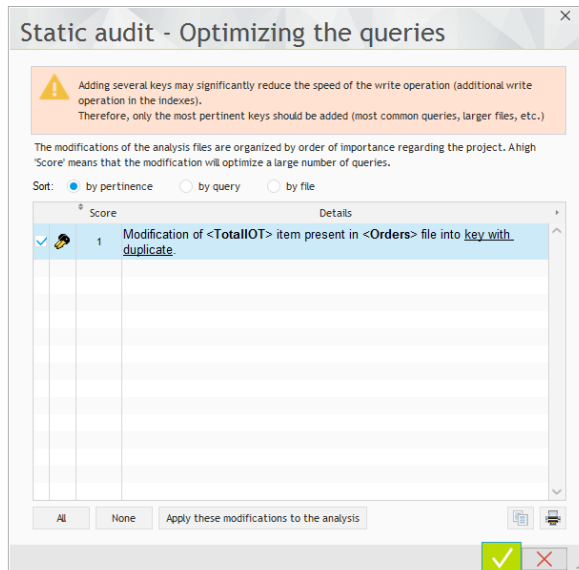 Static audit - Optimizing the queries
Adding several keys may significantly reduce the speed of the write operation (additional write
operation in the indexes).
Therefore, only the most pertinent keys should be added (most common queries, larger files, etc.)
The modifications of the analysis files are organized by order of importance regarding the project. A high
'Score' means that the modification will optimize a large number of queries.
Sort: by pertinence by query by file
Score Details
1 Modification of <TotalIOT> item present in <Orders> file into key with
duplicate.
All None Apply these modifications to the analysis